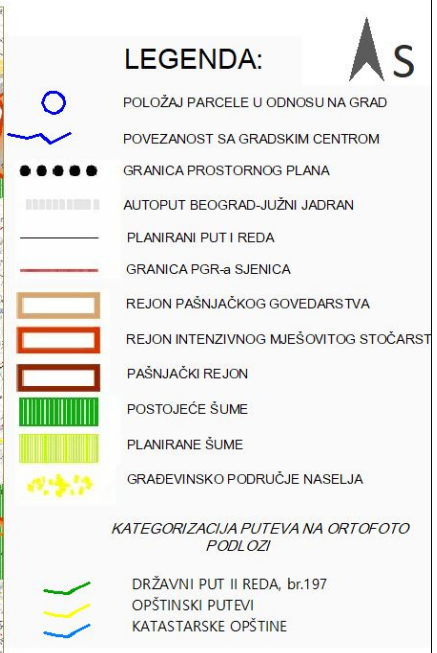 LEGENDA:
S
POLOŽAJ PARCELE U ODNOSU NA GRAD
POVEZANOST SA GRADSKIM CENTROM
GRANICA PROSTORNOG PLANA
AUTOPUT BEOGRAD-JUŽNI JADRAN
PLANIRANI PUT I REDA
GRANICA PGR-a SJENICA
REJON PAŠNJAČKOG GOVEDARSTVA
REJON INTENZIVNOG MJEŠOVITOG STOČARST
PAŠNJAČKI REJON
POSTOJEĆE ŠUME
PLANIRANE ŠUME
GRAĐEVINSKO PODRUČJE NASELJA
KATEGORIZACIJA PUTEVA NA ORTOFOTO
PODLOZI
DRŽAVNI PUT II REDA, br.197
OPŠTINSKI PUTEVI
KATASTARSKE OPŠTINE